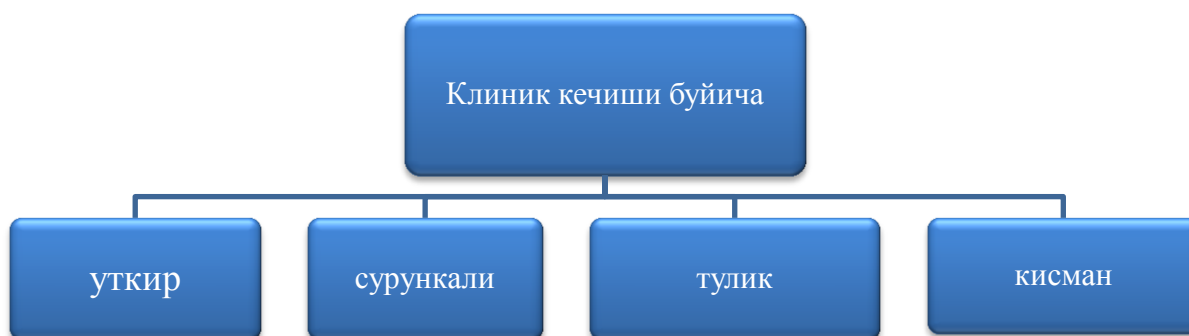 Клиник кечиши буйича
уткир
сурункали
тулик
кисман